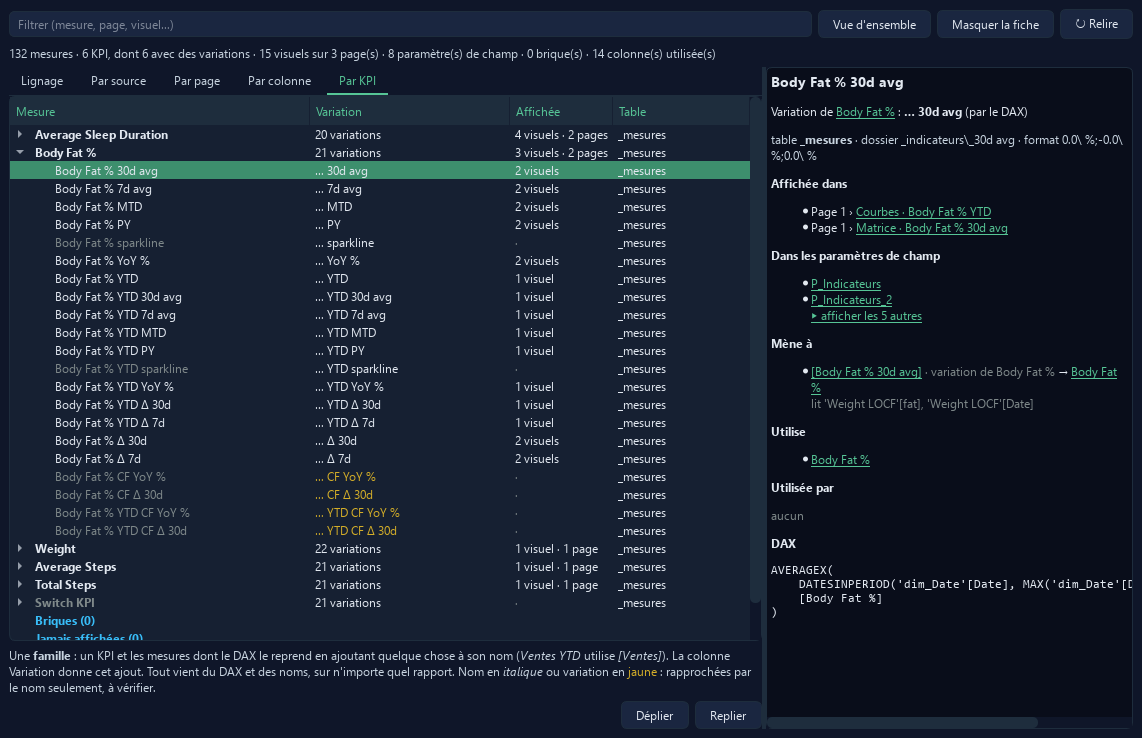 Filtrer (mesure, page, visuel...)
Vue d'ensemble
Masquer la fiche
↻ Relire
132 mesures · 6 KPI, dont 6 avec des variations · 15 visuels sur 3 page(s) · 8 paramètre(s) de champ · 0 brique(s) · 14 colonne(s) utilisée(s)
Lignage Par source Par page Par colonne Par KPI
Mesure Variation Affichée Table
Average Sleep Duration 20 variations 4 visuels · 2 pages _mesures
Body Fat % 21 variations 3 visuels · 2 pages _mesures
Body Fat % 30d avg ... 30d avg 2 visuels _mesures
Body Fat % 7d avg ... 7d avg 2 visuels _mesures
Body Fat % MTD ... MTD 2 visuels _mesures
Body Fat % PY ... PY 2 visuels _mesures
Body Fat % sparkline ... sparkline · _mesures
Body Fat % YoY % ... YoY % 2 visuels _mesures
Body Fat % YTD ... YTD 1 visuel _mesures
Body Fat % YTD 30d avg ... YTD 30d avg 1 visuel _mesures
Body Fat % YTD 7d avg ... YTD 7d avg 1 visuel _mesures
Body Fat % YTD MTD ... YTD MTD 1 visuel _mesures
Body Fat % YTD PY ... YTD PY 1 visuel _mesures
Body Fat % YTD sparkline ... YTD sparkline · _mesures
Body Fat % YTD YoY % ... YTD YoY % 1 visuel _mesures
Body Fat % YTD Δ 30d ... YTD Δ 30d 1 visuel _mesures
Body Fat % YTD Δ 7d ... YTD Δ 7d 1 visuel _mesures
Body Fat % Δ 30d ... Δ 30d 2 visuels _mesures
Body Fat % Δ 7d ... Δ 7d 2 visuels _mesures
Body Fat % CF YoY % ... CF YoY % · _mesures
Body Fat % CF Δ 30d ... CF Δ 30d · _mesures
Body Fat % YTD CF YoY % ... YTD CF YoY % · _mesures
Body Fat % YTD CF Δ 30d ... YTD CF Δ 30d · _mesures
Weight 22 variations 1 visuel · 1 page _mesures
Average Steps 21 variations 1 visuel · 1 page _mesures
Total Steps 21 variations 1 visuel · 1 page _mesures
Switch KPI 21 variations · _mesures
Briques (0)
Jamais affichées (0)
Une famille : un KPI et les mesures dont le DAX le reprend en ajoutant quelque chose à son nom (Ventes YTD utilise [Ventes]). La colonne
Variation donne cet ajout. Tout vient du DAX et des noms, sur n'importe quel rapport. Nom en italique ou variation en jaune : rapprochées par
le nom seulement, à vérifier.
Déplier Replier
Body Fat % 30d avg
Variation de Body Fat % : ... 30d avg (par le DAX)
table _mesures · dossier _indicateurs\_30d avg · format 0.0\ %;-0.0\
%;0.0\ %
Affichée dans
• Page 1 › Courbes · Body Fat % YTD
• Page 1 › Matrice · Body Fat % 30d avg
Dans les paramètres de champ
• P_Indicateurs
• P_Indicateurs_2
▸ afficher les 5 autres
Mène à
• [Body Fat % 30d avg] · variation de Body Fat % → Body Fat
%
lit 'Weight LOCF'[fat], 'Weight LOCF'[Date]
Utilise
• Body Fat %
Utilisée par
aucun
DAX
AVERAGEX(
DATESINPERIOD('dim_Date'[Date], MAX('dim_Date'[D
[Body Fat %]
)